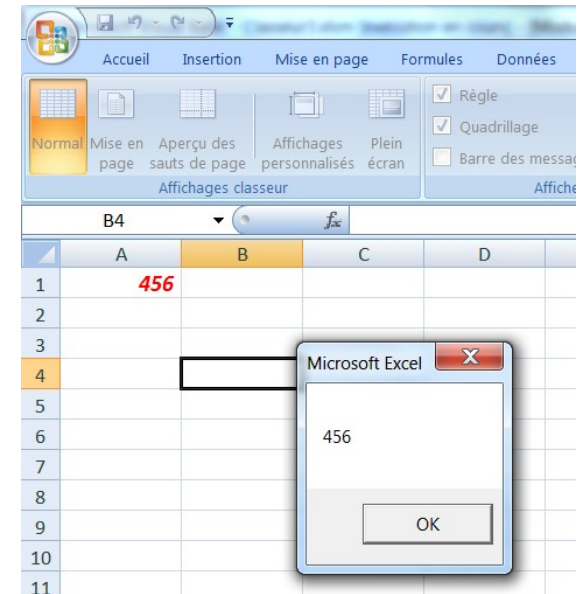 Accueil Insertion Mise en page Formules Données
Normal Mise en page Aperçu des sauts de page Affichages personnalisés Plein écran
Règle
Quadrillage
Barre des messag
Affichages classeur Affiche
B4 fx
A B C D
1 456
2
3
4
5
6
7
8
9
10
11
Microsoft Excel
456
OK